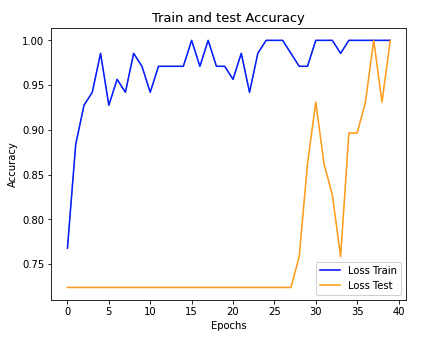 Train and test Accuracy
1.00
0.95
0.90
0.85
0.80
0.75
Accuracy
Loss Train
Loss Test
0 5 10 15 20 25 30 35 40
Epochs